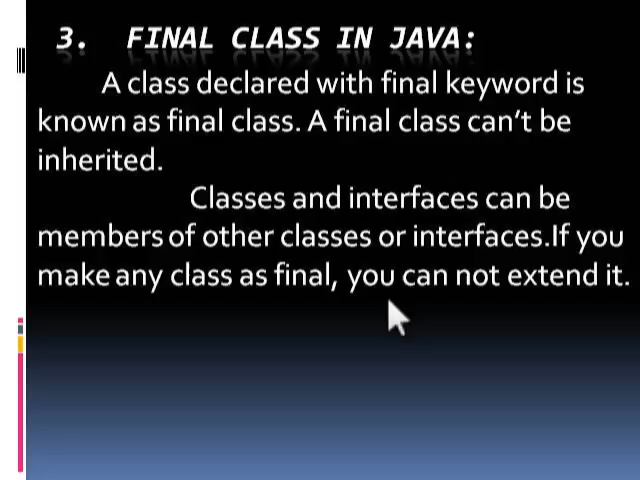 3. FINAL CLASS IN JAVA:
A class declared with final keyword is
known as final class. A final class can't be
inherited.
Classes and interfaces can be
members of other classes or interfaces.If you
make any class as final, you can not extend it.